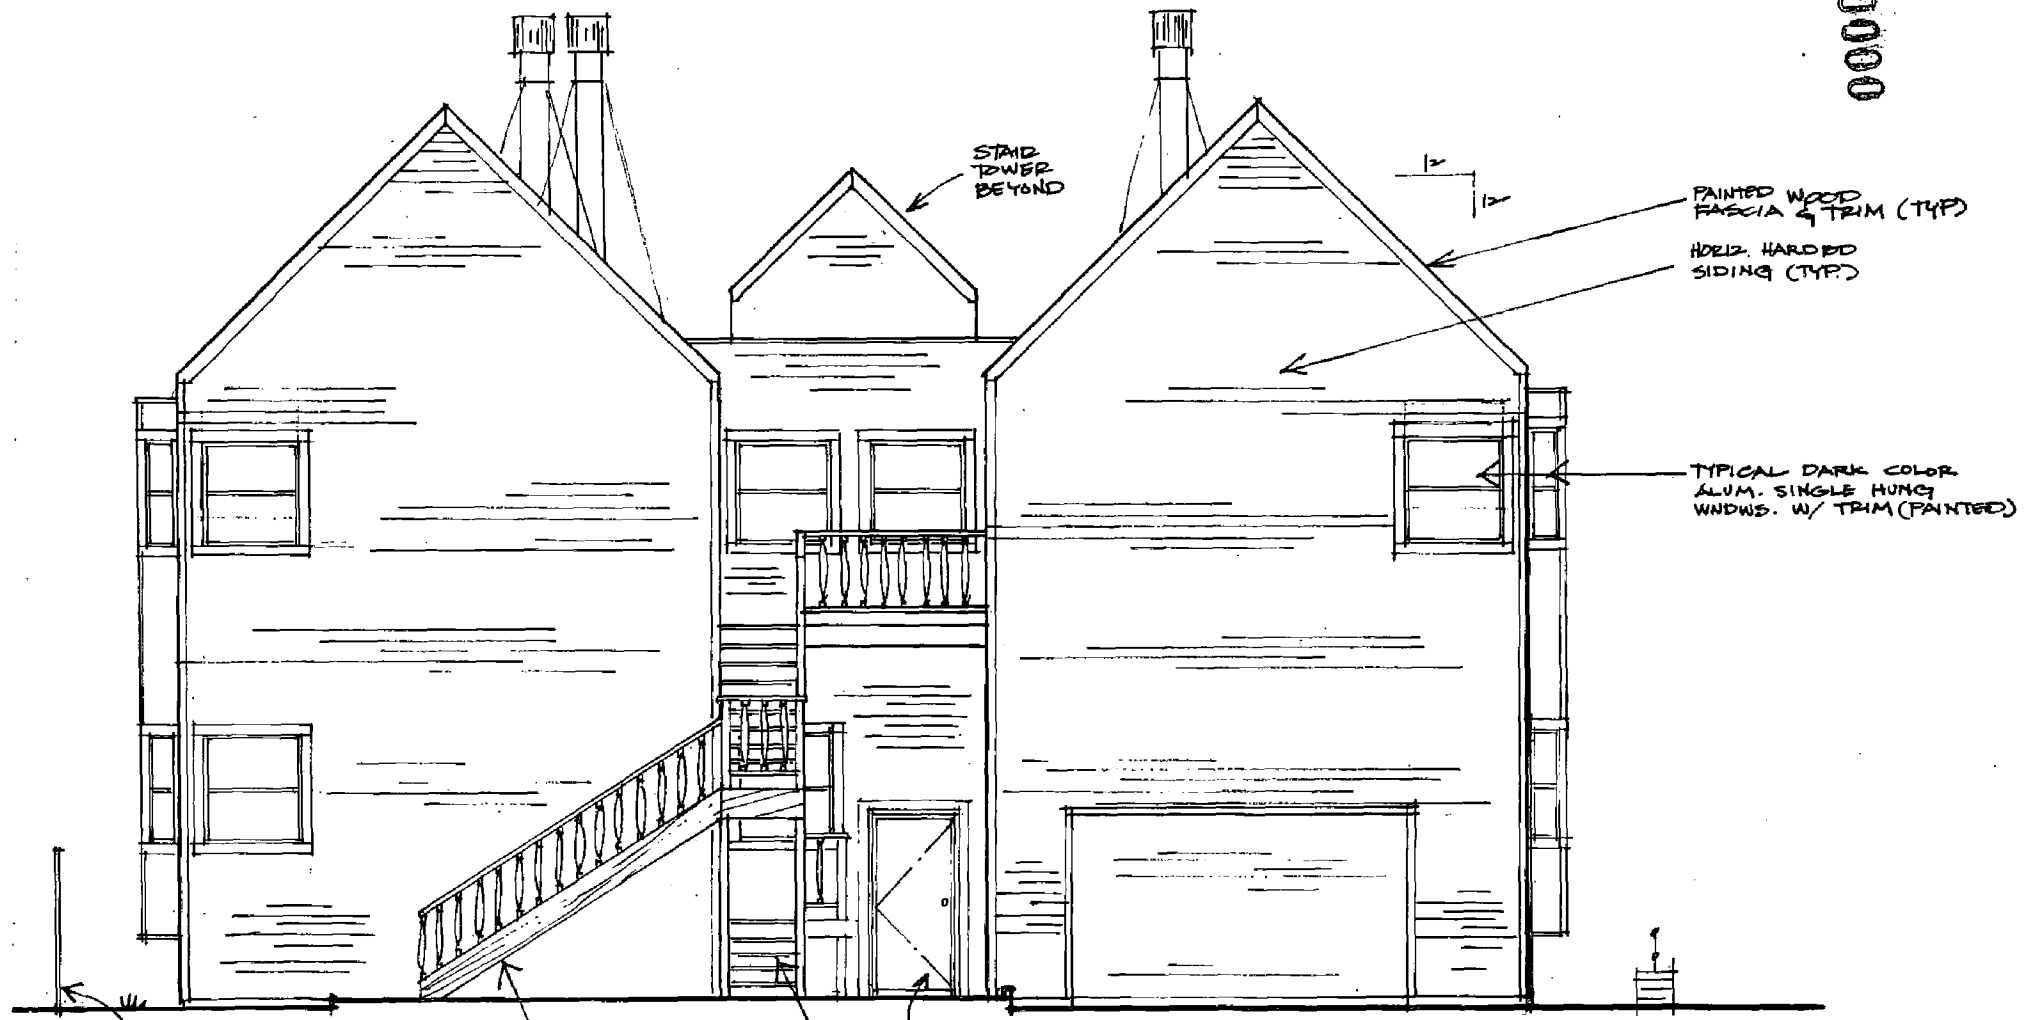 0000
STAIR
TOWER
BEYOND
12
12
PAINTED WOOD
FASCIA & TRIM (TYP)
HORIZ. HARDBD
SIDING (TYP.)
TYPICAL DARK COLOR
ALUM. SINGLE HUNG
WNDWS. W/ TRIM (PAINTED)